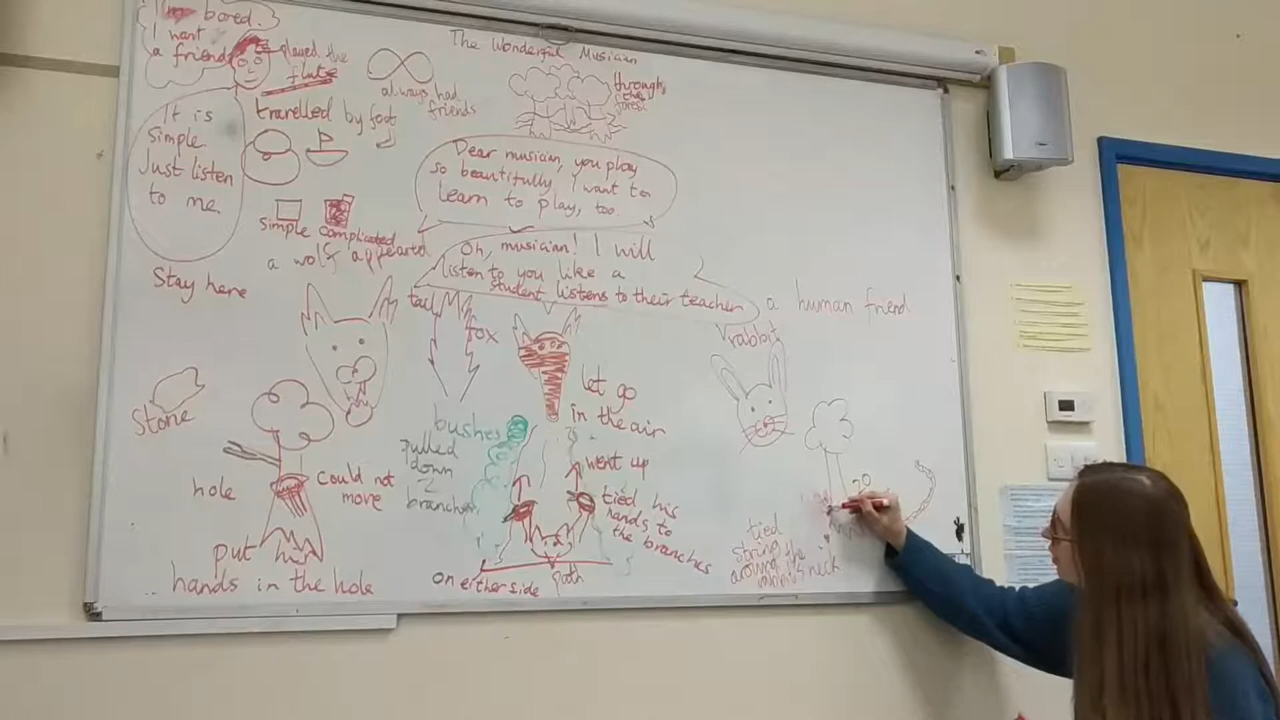 I'm bored.
I want
a friend
played the
flute
The Wonderful Musician
through
the
forest
always had
friends
travelled by foot
It is
simple
Just listen
to me
Dear musician, you play
so beautifully, I want to
learn to play, too.
simple complicated
a wolf appeared
Oh, musician! I will
listen to you like a
student listens to their teacher
Stay here
tail
fox
a human friend
rabbit
let go
in the air
Stone
bushes
pulled
down
2
branches
went up
hole
could not
move
tied his
hands to
the branches
put
hands in the hole
on either side
path
20
tied
string
around the
neck